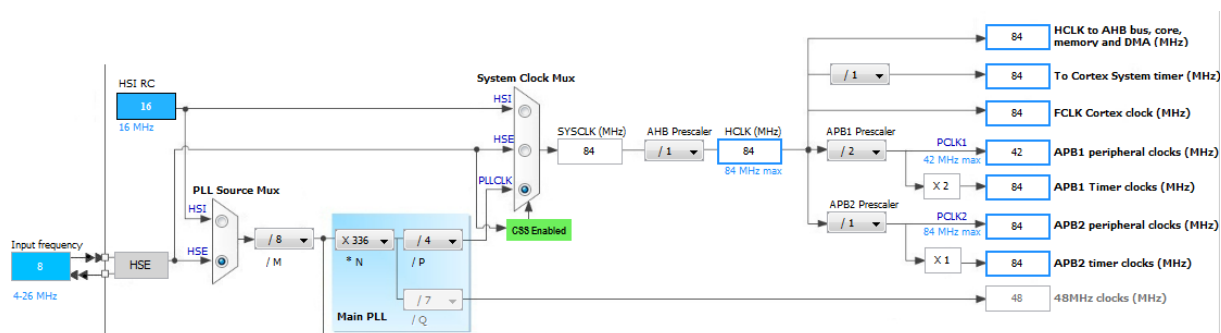 HSI RC
16
16 MHz
Input frequency
8
4-26 MHz
HSE
PLL Source Mux
HSI
HSE
/ 8
/ M
X 336
* N
/ 4
/ P
/ 7
/ Q
Main PLL
System Clock Mux
HSI
HSE
PLLCLK
CSS Enabled
SYSCLK (MHz)
84
AHB Prescaler
/ 1
HCLK (MHz)
84
84 MHz max
/ 1
APB1 Prescaler
/ 2
PCLK1
42 MHz max
X 2
APB2 Prescaler
/ 1
PCLK2
84 MHz max
X 1
84
HCLK to AHB bus, core,
memory and DMA (MHz)
84
To Cortex System timer (MHz)
84
FCLK Cortex clock (MHz)
42
APB1 peripheral clocks (MHz)
84
APB1 Timer clocks (MHz)
84
APB2 peripheral clocks (MHz)
84
APB2 timer clocks (MHz)
48
48MHz clocks (MHz)